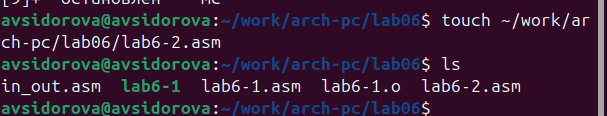 avsidorova@avsidorova:~/work/arch-pc/lab06$ touch ~/work/ar
ch-pc/lab06/lab6-2.asm
avsidorova@avsidorova:~/work/arch-pc/lab06$ ls
in_out.asm lab6-1 lab6-1.asm lab6-1.o lab6-2.asm
avsidorova@avsidorova:~/work/arch-pc/lab06$